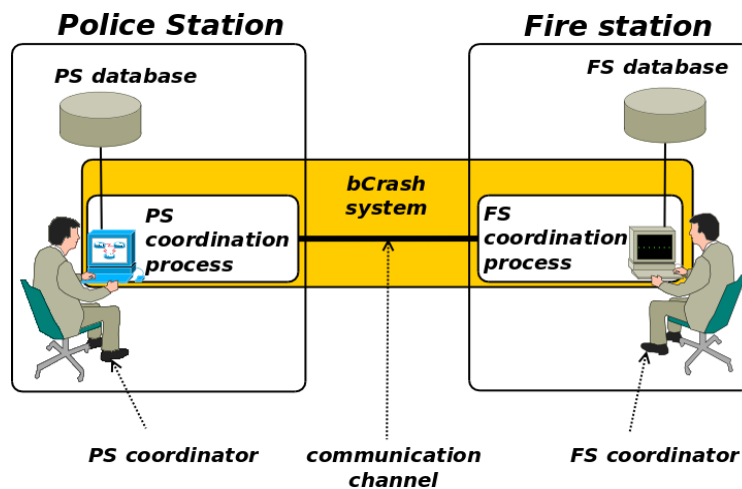 Police Station
Fire station
PS database
FS database
bCrash
system
PS
coordination
process
FS
coordination
process
PS coordinator
communication
channel
FS coordinator